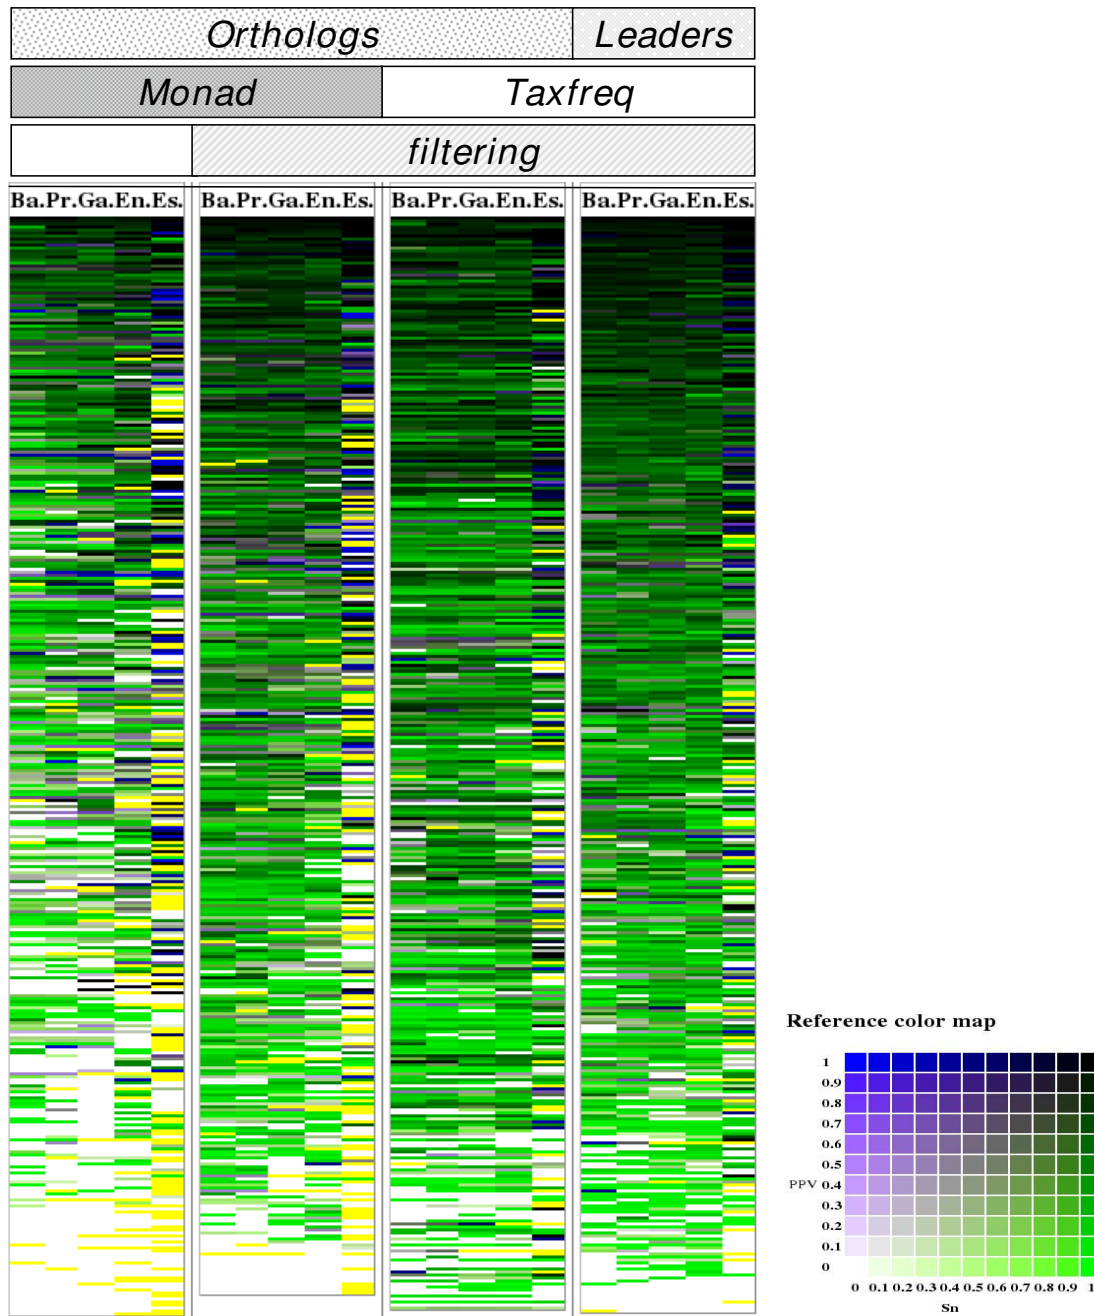 Orthologs Leaders
Monad Taxfreq
filtering
Ba.Pr.Ga.En.Es. Ba.Pr.Ga.En.Es. Ba.Pr.Ga.En.Es. Ba.Pr.Ga.En.Es.
Reference color map
1
0.9
0.8
0.7
0.6
0.5
PPV 0.4
0.3
0.2
0.1
0
0 0.1 0.2 0.3 0.4 0.5 0.6 0.7 0.8 0.9 1
Sn